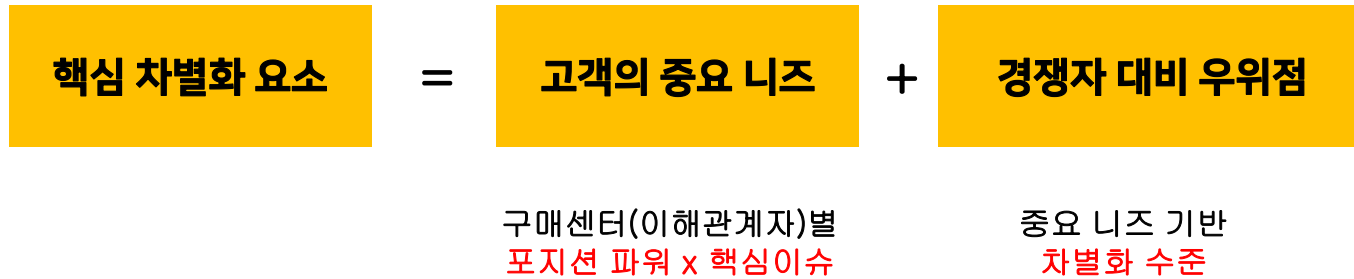 핵심 차별화 요소 = 고객의 중요 니즈 + 경쟁자 대비 우위점
구매센터(이해관계자)별
포지션 파워 x 핵심이슈
중요 니즈 기반
차별화 수준